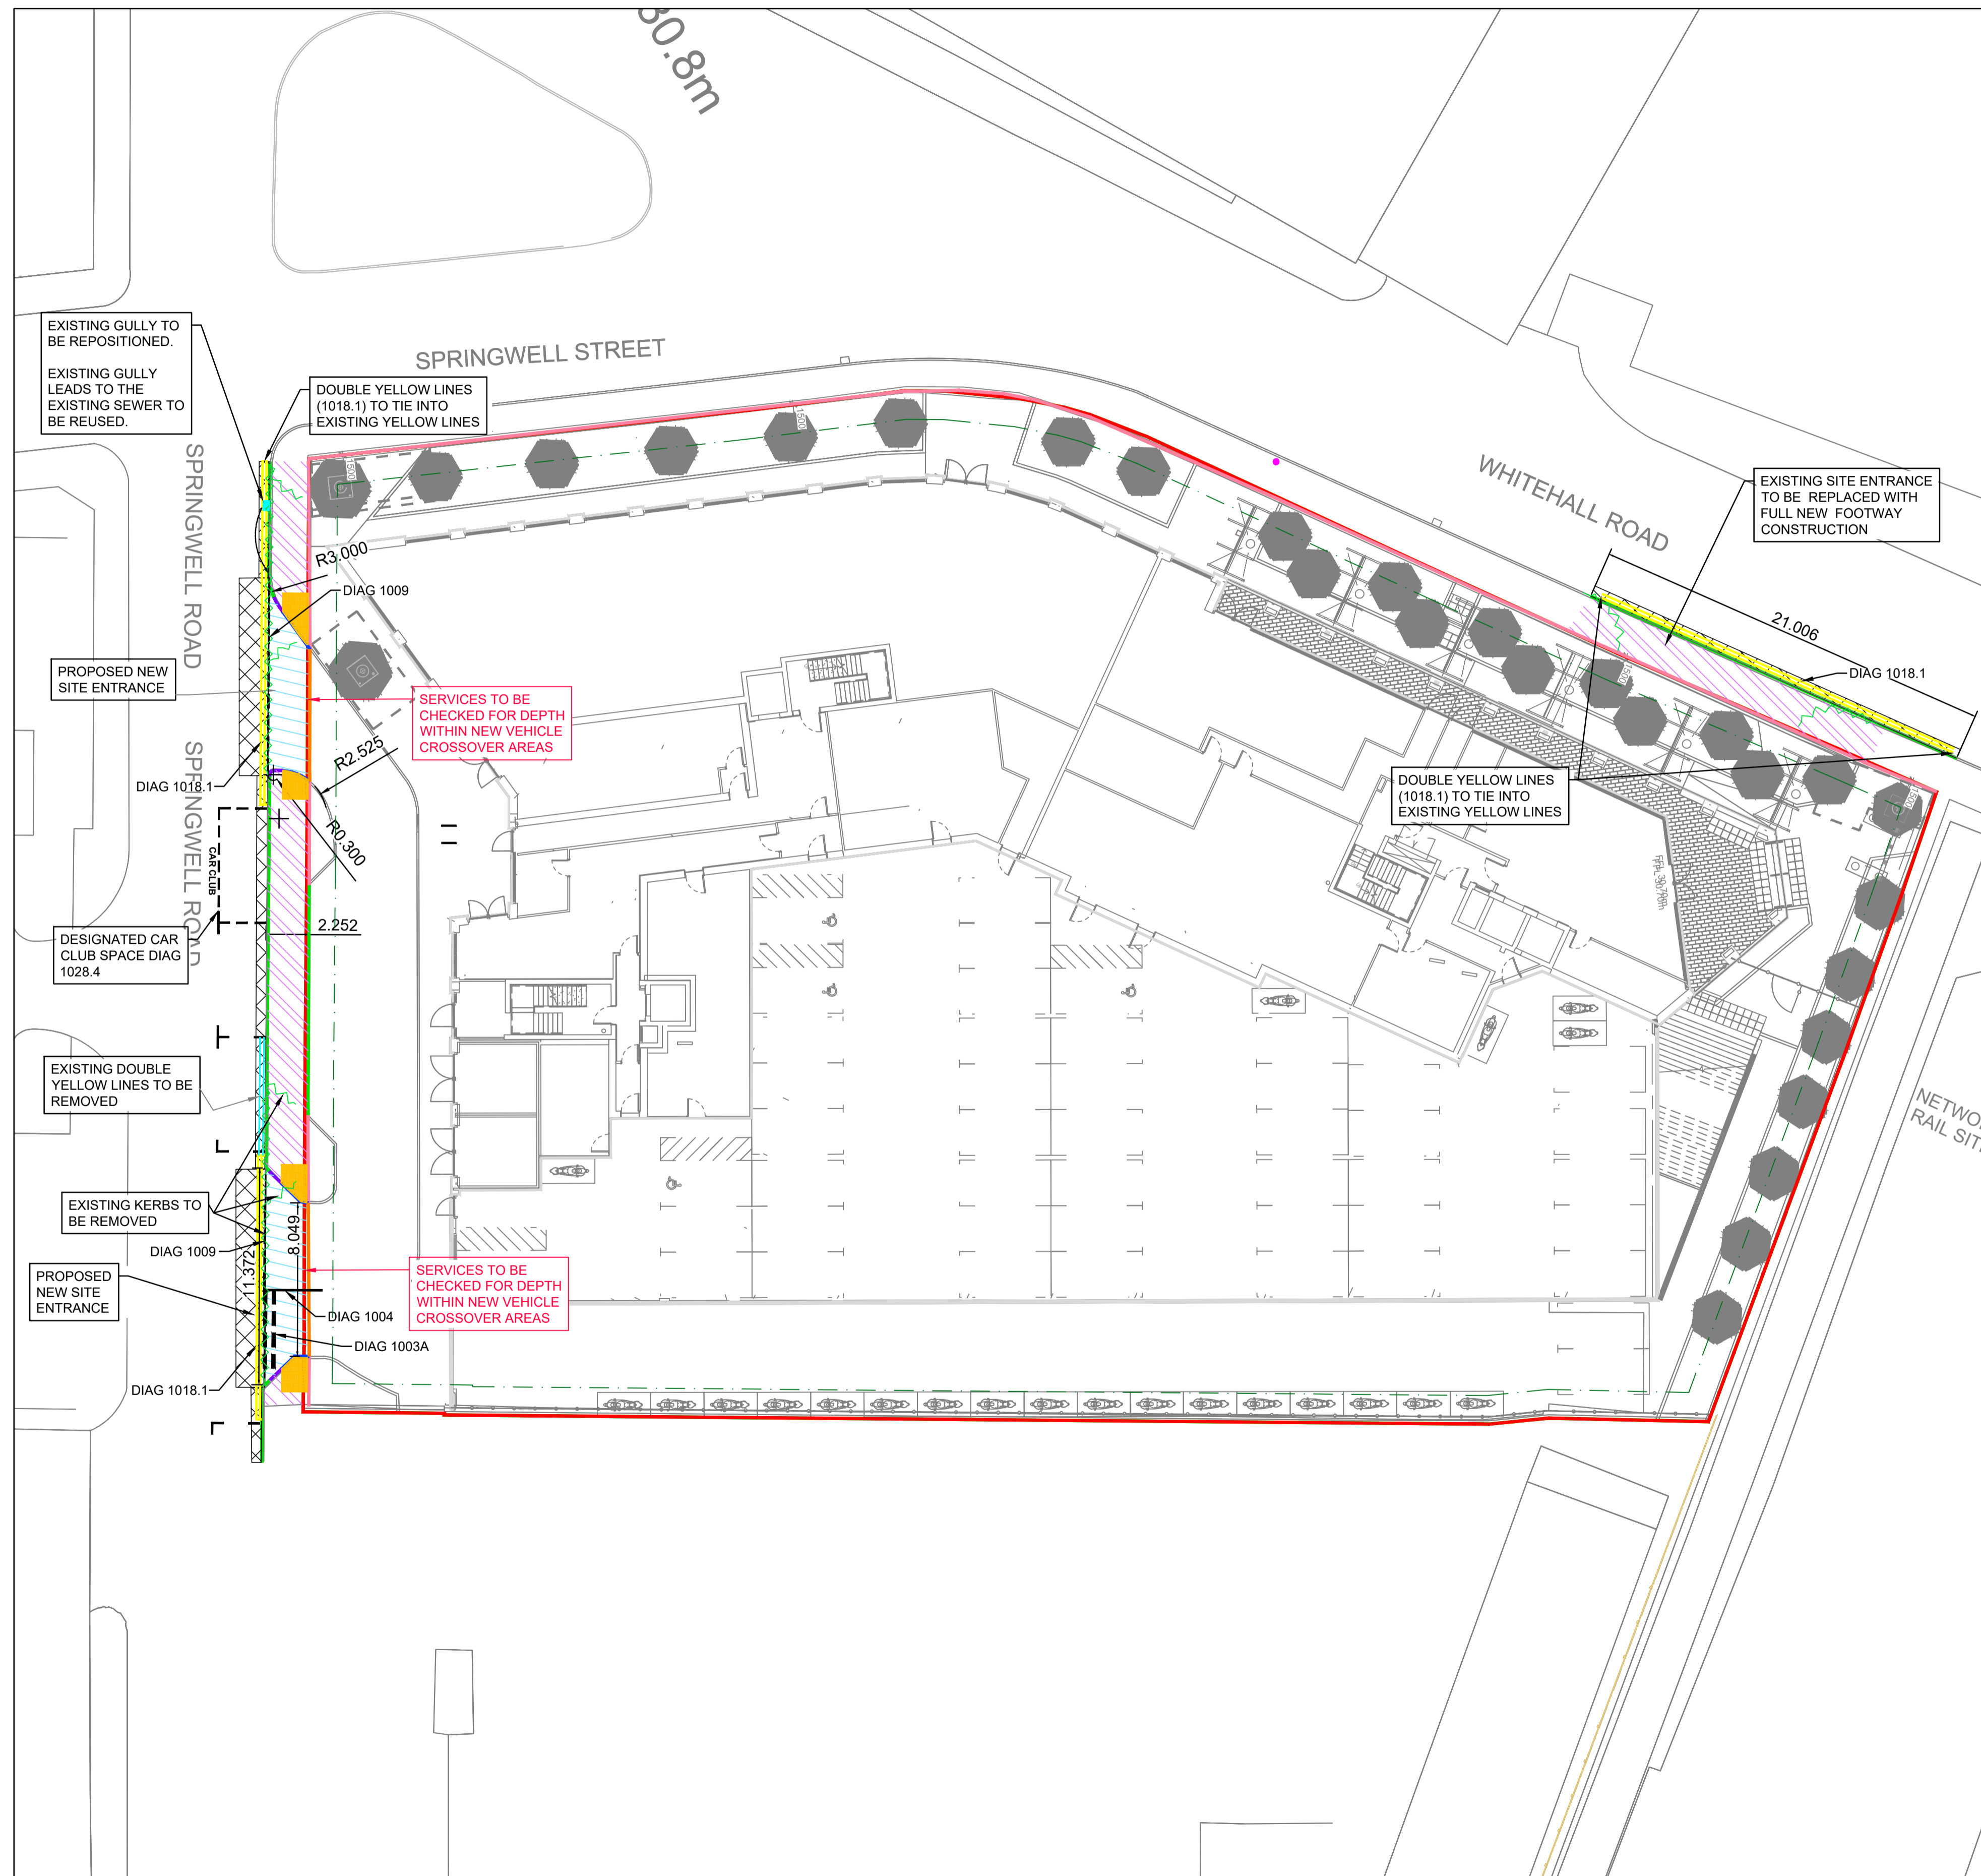 30.8m
SPRINGWELL STREET
EXISTING GULLY TO
BE REPOSITIONED.
EXISTING GULLY
LEADS TO THE
EXISTING SEWER TO
BE REUSED.
DOUBLE YELLOW LINES
(1018.1) TO TIE INTO
EXISTING YELLOW LINES
1500
1500
WHITEHALL ROAD
EXISTING SITE ENTRANCE
TO BE REPLACED WITH
FULL NEW FOOTWAY
CONSTRUCTION
SPRINGWELL ROAD
R3.000
DIAG 1009
21.006
DIAG 1018.1
1500
PROPOSED NEW
SITE ENTRANCE
SERVICES TO BE
CHECKED FOR DEPTH
WITHIN NEW VEHICLE
CROSSOVER AREAS
R2.525
DIAG 1018.1
DOUBLE YELLOW LINES
(1018.1) TO TIE INTO
EXISTING YELLOW LINES
1500
SPRINGWELL ROAD
R0.300
CAR CLUB
2.252
DESIGNATED CAR
CLUB SPACE DIAG
1028.4
EXISTING DOUBLE
YELLOW LINES TO BE
REMOVED
NETWO
RAIL SIT
EXISTING KERBS TO
BE REMOVED
8.049
DIAG 1009
11.372
PROPOSED
NEW SITE
ENTRANCE
SERVICES TO BE
CHECKED FOR DEPTH
WITHIN NEW VEHICLE
CROSSOVER AREAS
DIAG 1004
DIAG 1003A
DIAG 1018.1